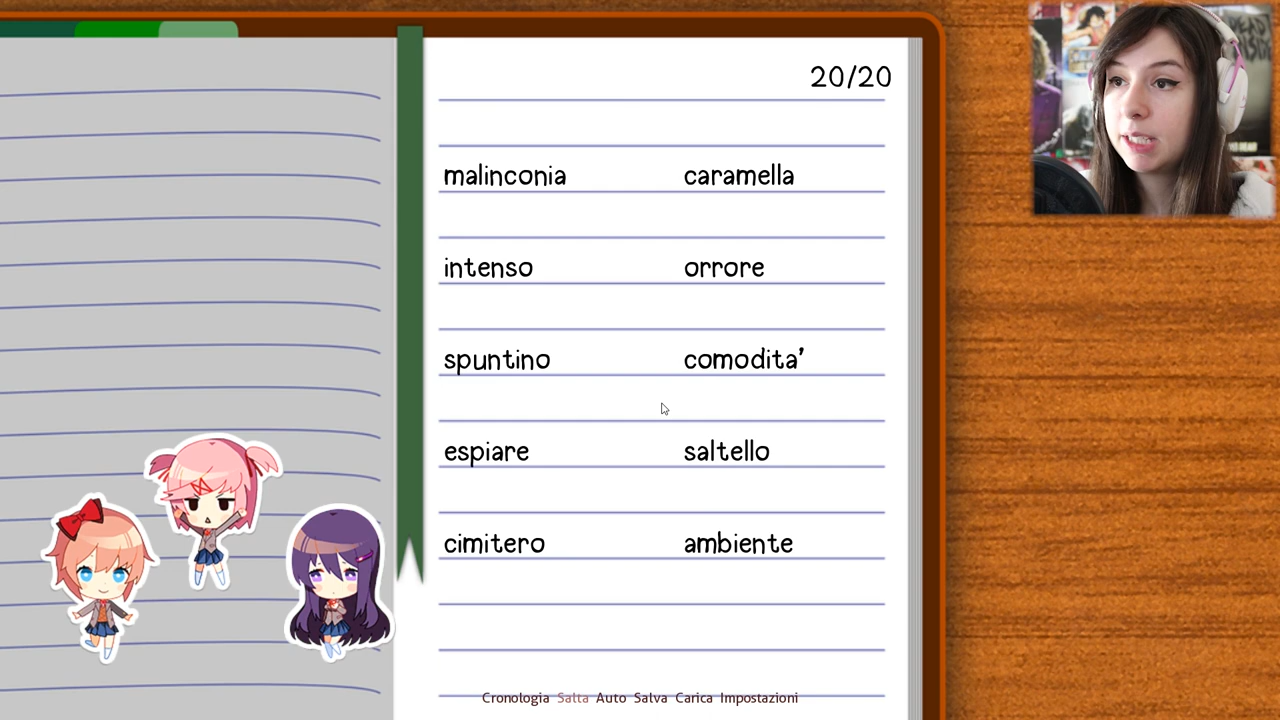 20/20
malinconia caramella
intenso orrore
spuntino comodita'
espiare saltello
cimitero ambiente
Cronologia Salta Auto Salva Carica Impostazioni